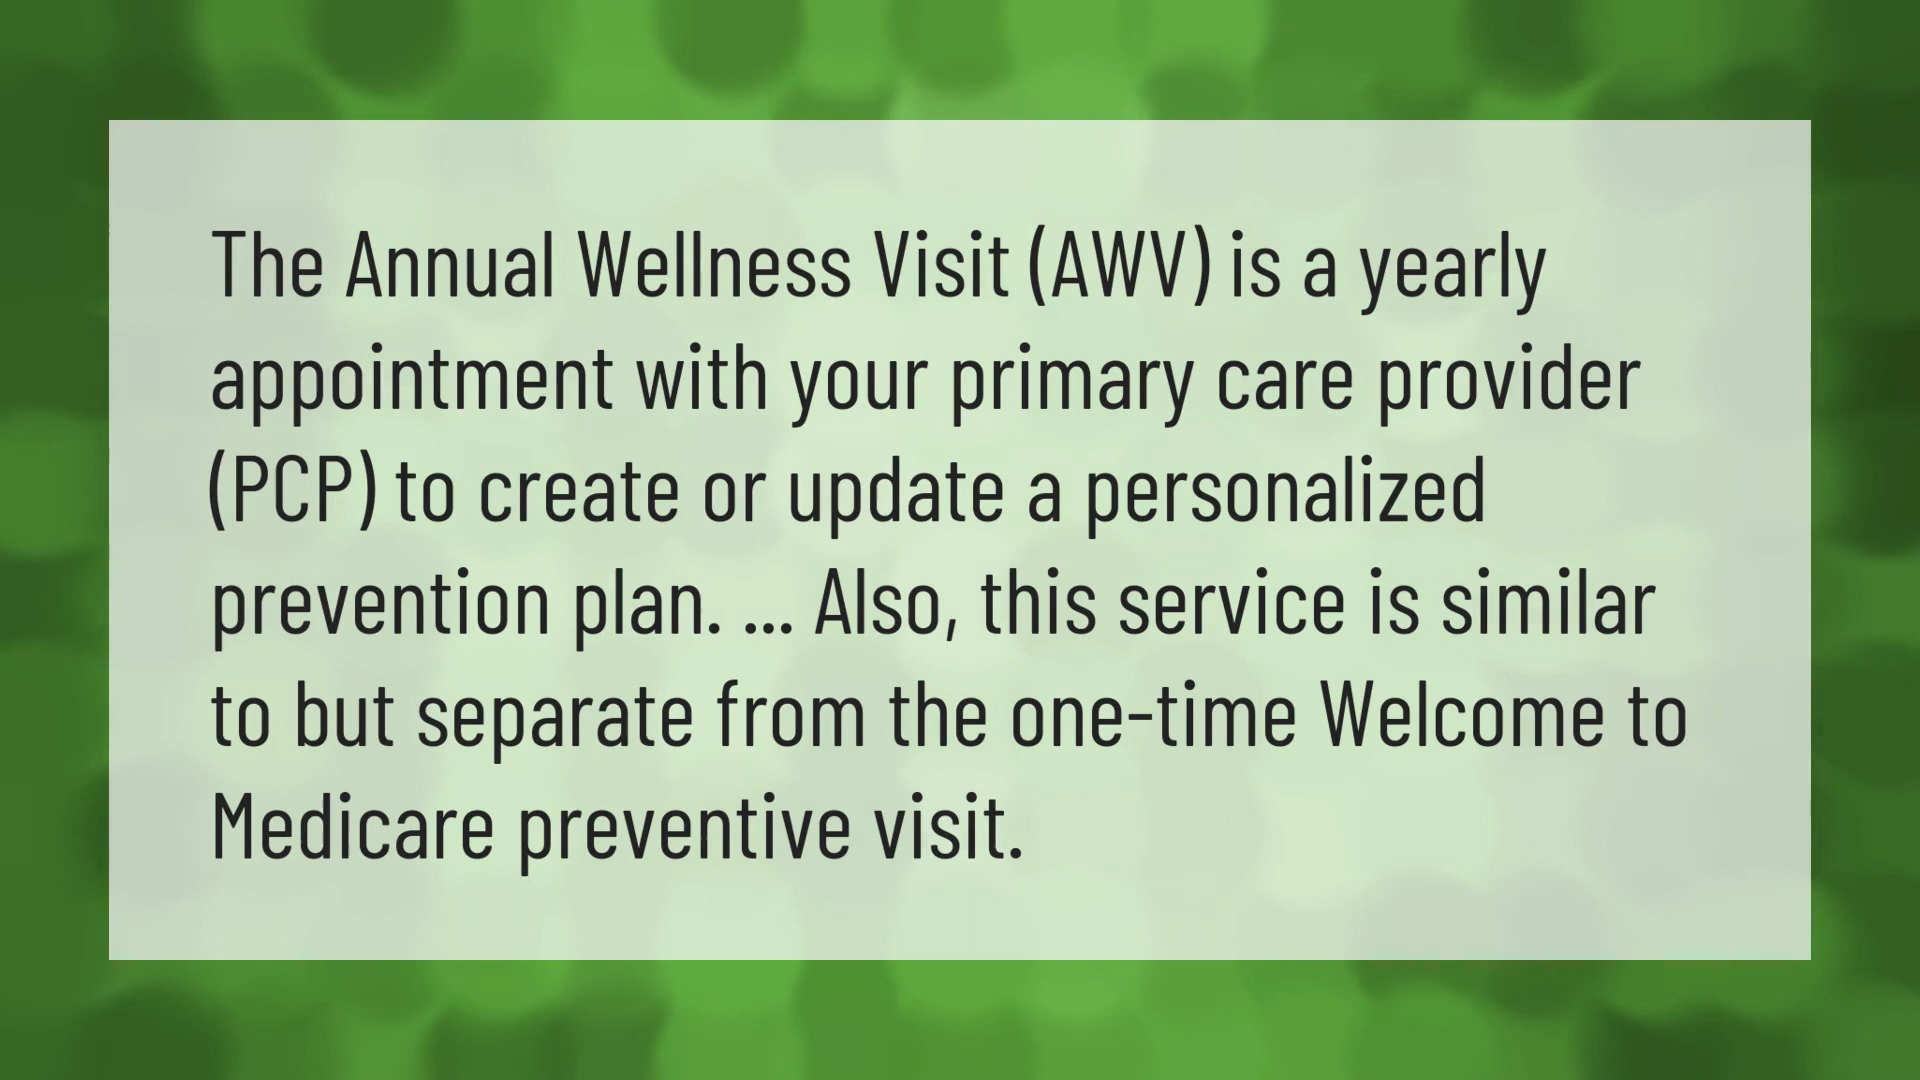 The Annual Wellness Visit (AWV) is a yearly
appointment with your primary care provider
(PCP) to create or update a personalized
prevention plan. ... Also, this service is similar
to but separate from the one-time Welcome to
Medicare preventive visit.